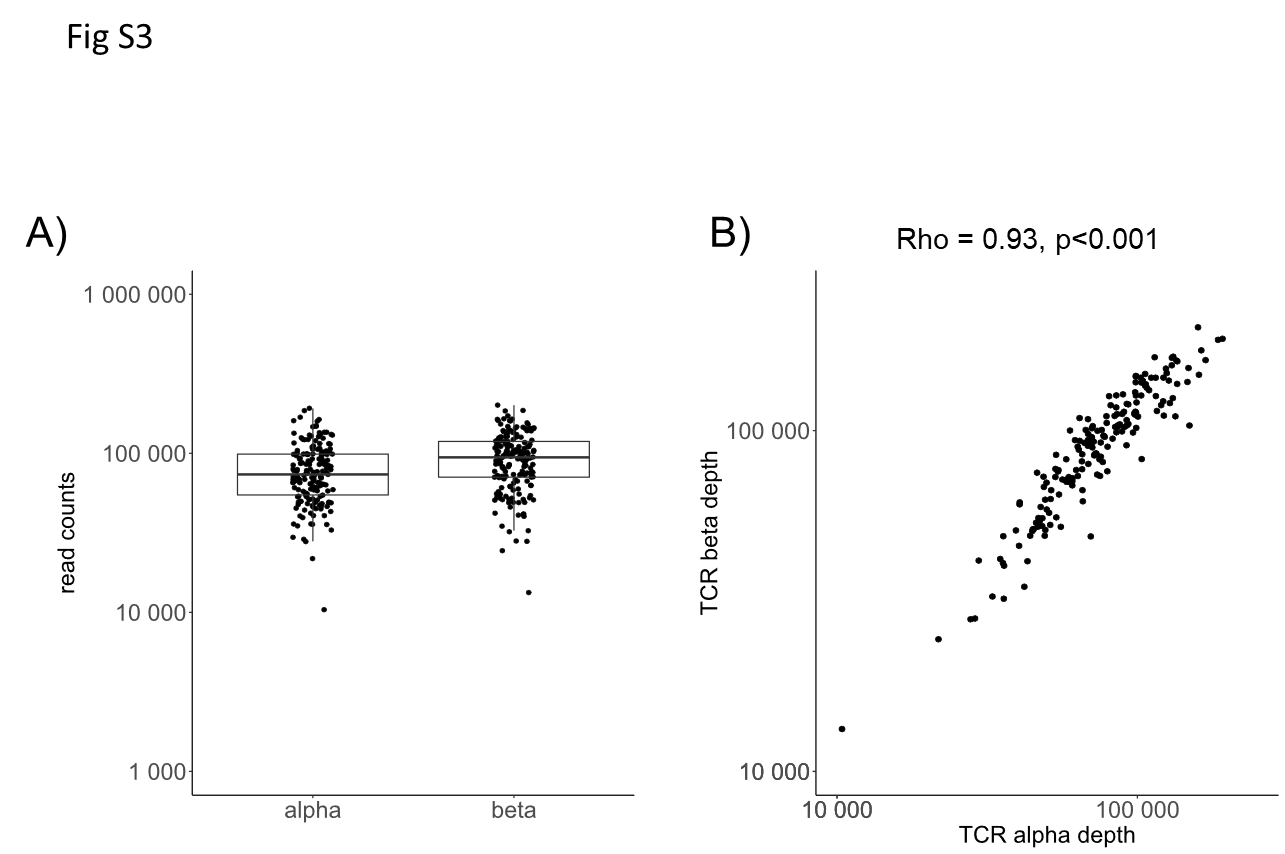 Fig S3
A)
1 000 000
100 000
10 000
1 000
read counts
alpha
beta
B)
Rho = 0.93, p<0.001
100 000
10 000
TCR beta depth
10 000
100 000
TCR alpha depth